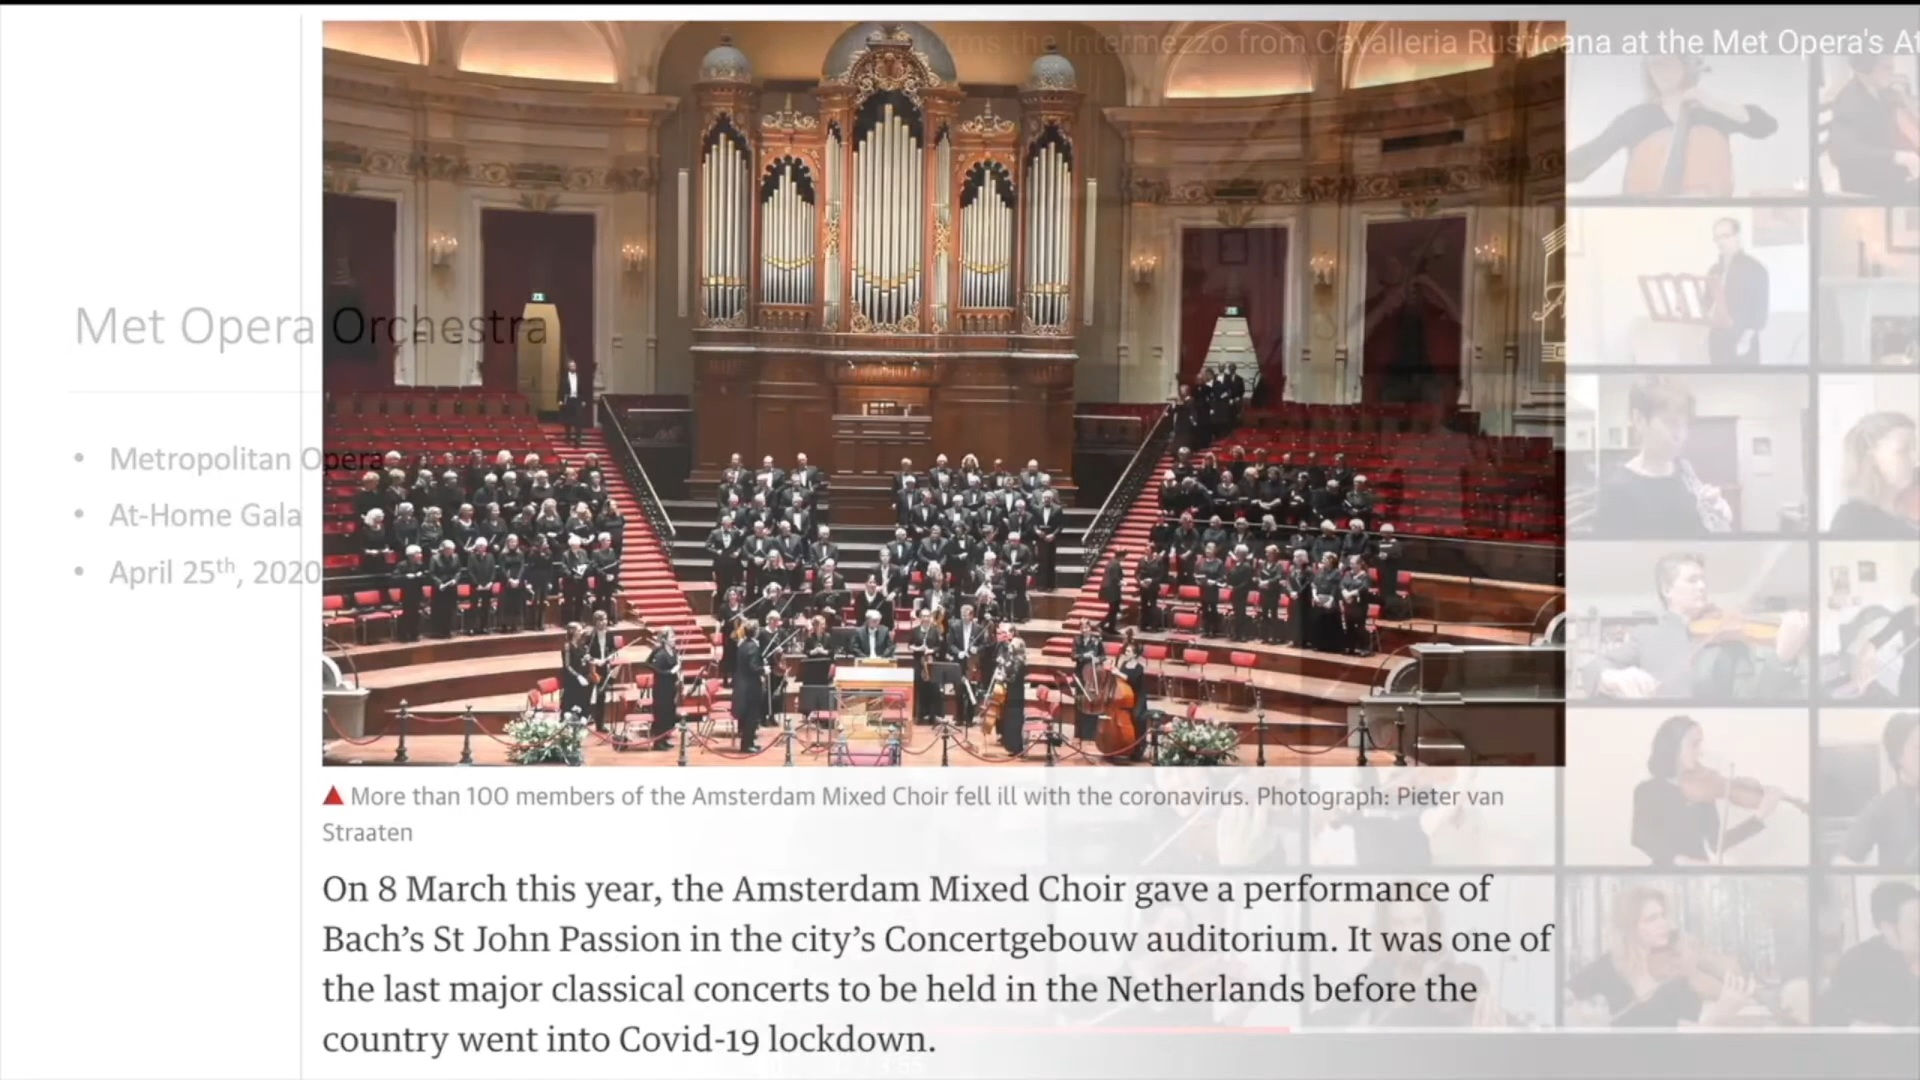 orms the Intermezzo from Cavalleria Rusticana at the Met Opera's At
Met Opera Orchestra
• Metropolitan Opera
• At-Home Gala
• April 25th, 2020
▲ More than 100 members of the Amsterdam Mixed Choir fell ill with the coronavirus. Photograph: Pieter van
Straaten
On 8 March this year, the Amsterdam Mixed Choir gave a performance of
Bach’s St John Passion in the city’s Concertgebouw auditorium. It was one of
the last major classical concerts to be held in the Netherlands before the
country went into Covid-19 lockdown.